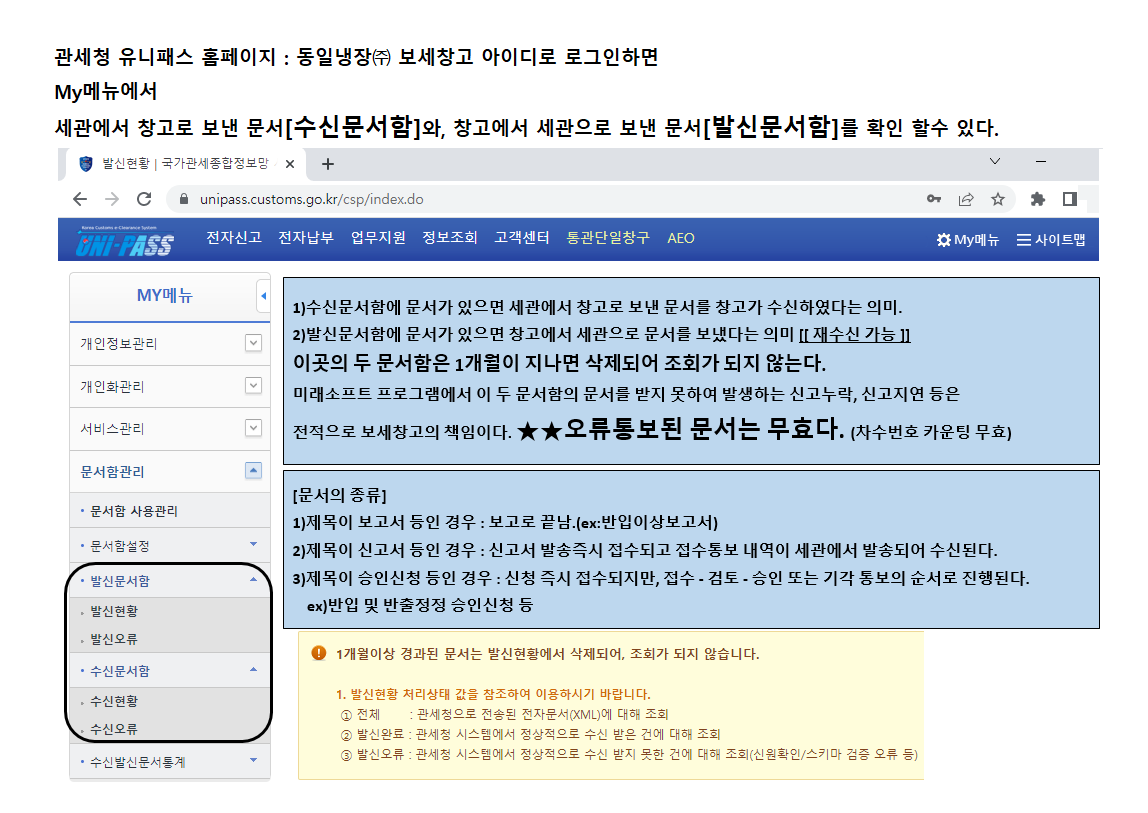 관세청 유니패스 홈페이지 : 동일냉장㈜ 보세창고 아이디로 로그인하면
My메뉴에서
세관에서 창고로 보낸 문서[수신문서함]와, 창고에서 세관으로 보낸 문서[발신문서함]를 확인 할수 있다.
발신현황 | 국가관세종합정보망
unipass.customs.go.kr/csp/index.do
Korea Customs e-Clearance System
UNI-PASS
전자신고 전자납부 업무지원 정보조회 고객센터 통관단일창구 AEO
My메뉴 사이트맵
MY메뉴
개인정보관리
개인화관리
서비스관리
문서함관리
문서함 사용관리
문서함설정
발신문서함
발신현황
발신오류
수신문서함
수신현황
수신오류
수신발신문서통계
1)수신문서함에 문서가 있으면 세관에서 창고로 보낸 문서를 창고가 수신하였다는 의미.
2)발신문서함에 문서가 있으면 창고에서 세관으로 문서를 보냈다는 의미 [[ 재수신 가능 ]]
이곳의 두 문서함은 1개월이 지나면 삭제되어 조회가 되지 않는다.
미래소프트 프로그램에서 이 두 문서함의 문서를 받지 못하여 발생하는 신고누락, 신고지연 등은
전적으로 보세창고의 책임이다. ★★오류통보된 문서는 무효다. (차수번호 카운팅 무효)
[문서의 종류]
1)제목이 보고서 등인 경우 : 보고로 끝남.(ex:반입이상보고서)
2)제목이 신고서 등인 경우 : 신고서 발송즉시 접수되고 접수통보 내역이 세관에서 발송되어 수신된다.
3)제목이 승인신청 등인 경우 : 신청 즉시 접수되지만, 접수 - 검토 - 승인 또는 기각 통보의 순서로 진행된다.
ex)반입 및 반출정정 승인신청 등
1개월이상 경과된 문서는 발신현황에서 삭제되어, 조회가 되지 않습니다.
1. 발신현황 처리상태 값을 참조하여 이용하시기 바랍니다.
① 전체 : 관세청으로 전송된 전자문서(XML)에 대해 조회
② 발신완료 : 관세청 시스템에서 정상적으로 수신 받은 건에 대해 조회
③ 발신오류 : 관세청 시스템에서 정상적으로 수신 받지 못한 건에 대해 조회(신원확인/스키마 검증 오류 등)